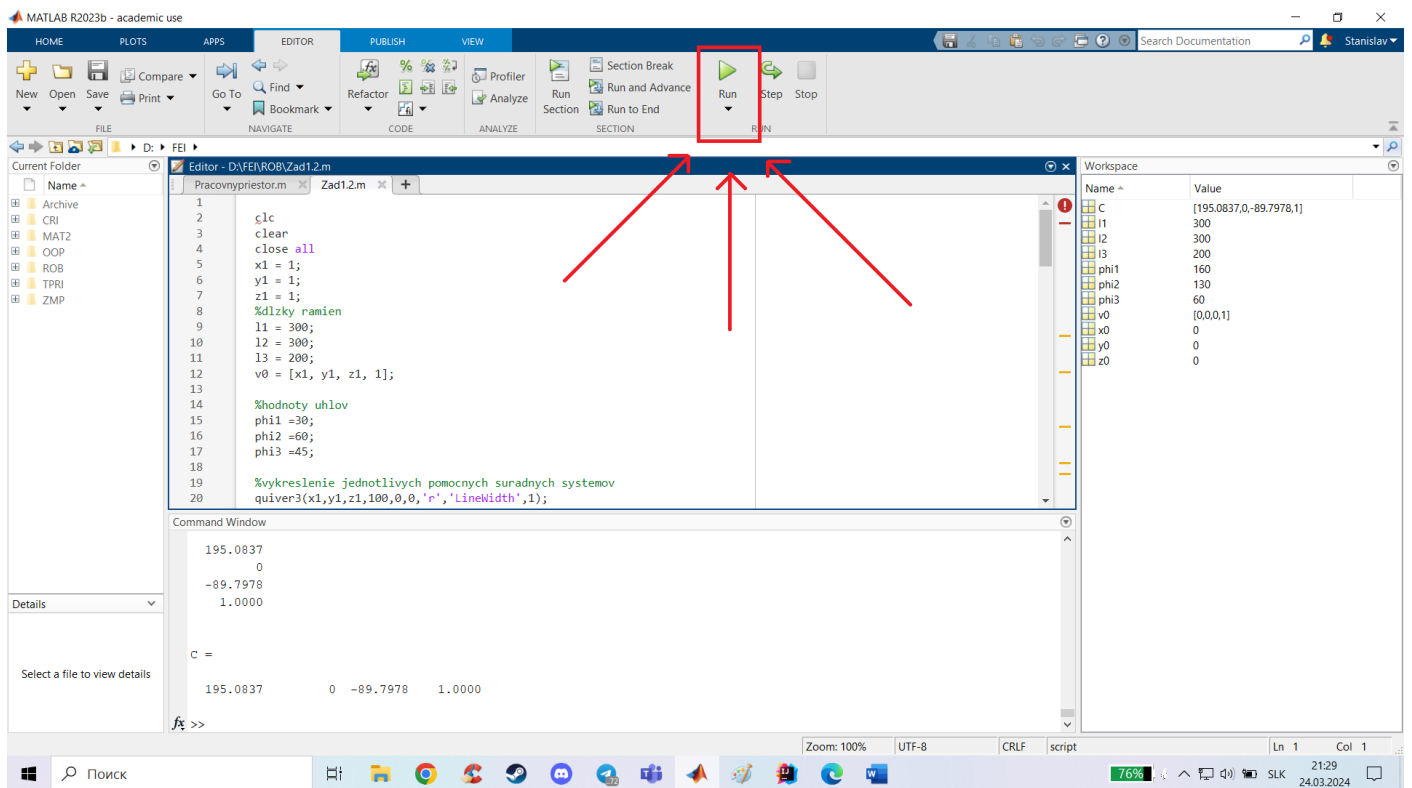 MATLAB R2023b - academic use
HOME PLOTS APPS EDITOR PUBLISH VIEW
Search Documentation
Stanislav
New Open Save
Compare
Print
FILE
Go To
Find
Bookmark
NAVIGATE
Refactor
CODE
Profiler
Analyze
ANALYZE
Run Section
Section Break
Run and Advance
Run to End
SECTION
Run Step Stop
RUN
D: FEI
Current Folder
Name
Archive
CRI
MAT2
OOP
ROB
TPRI
ZMP
Details
Select a file to view details
Editor - D:\FEI\ROB\Zad1.2.m
Pracovnypriestor.m Zad1.2.m +
1
2 clc
3 clear
4 close all
5 x1 = 1;
6 y1 = 1;
7 z1 = 1;
8 %dlzky ramien
9 l1 = 300;
10 l2 = 300;
11 l3 = 200;
12 v0 = [x1, y1, z1, 1];
13
14 %hodnoty uhlov
15 phi1 =30;
16 phi2 =60;
17 phi3 =45;
18
19 %vykreslenie jednotlivych pomocnych suradnych systemov
20 quiver3(x1,y1,z1,100,0,0,'r','LineWidth',1);
Command Window
195.0837
0
-89.7978
1.0000
C =
195.0837 0 -89.7978 1.0000
fx >>
Workspace
Name Value
C [195.0837,0,-89.7978,1]
l1 300
l2 300
l3 200
phi1 160
phi2 130
phi3 60
v0 [0,0,0,1]
x0 0
y0 0
z0 0
Zoom: 100% UTF-8 CRLF script Ln 1 Col 1
Поиск
76%
SLK
21:29
24.03.2024